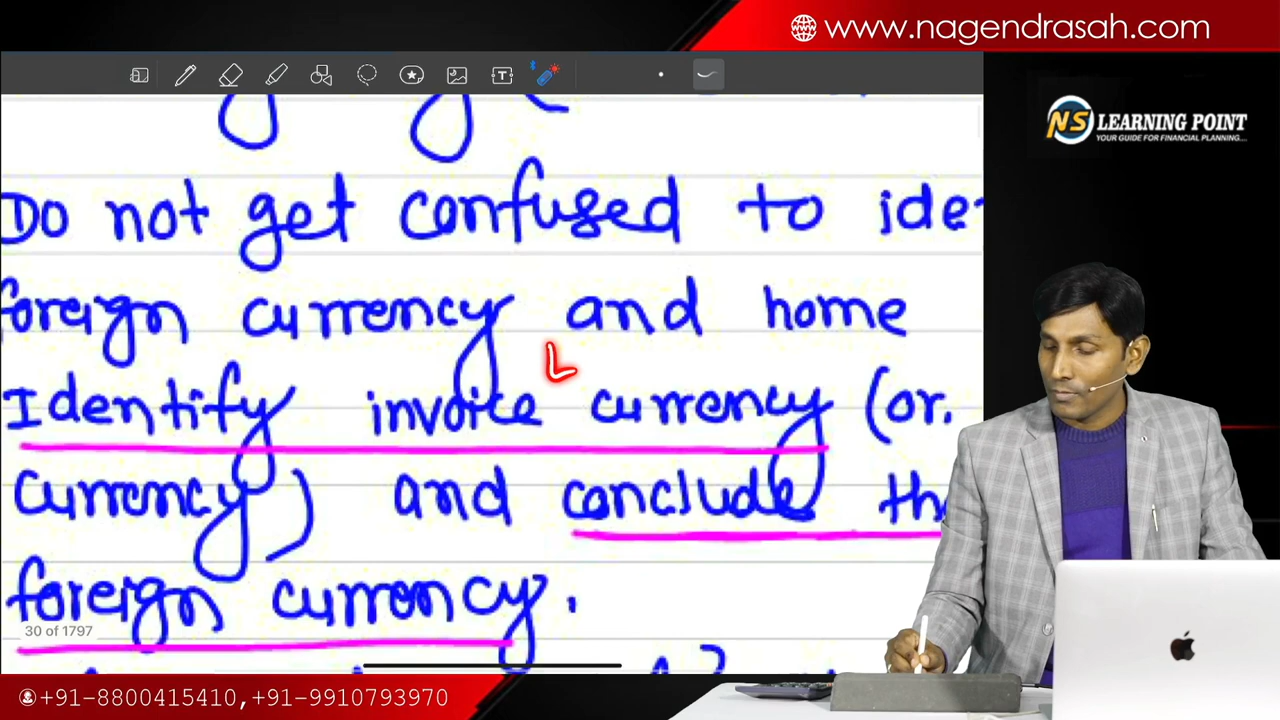 www.nagendrasah.com
NS LEARNING POINT
YOUR GUIDE FOR FINANCIAL PLANNING....
Do not get confused to ide
foreign currency and home
L
Identify invoice currency (or.
currency) and conclude th
foreign currency.
30 of 1797
+91-8800415410,+91-9910793970